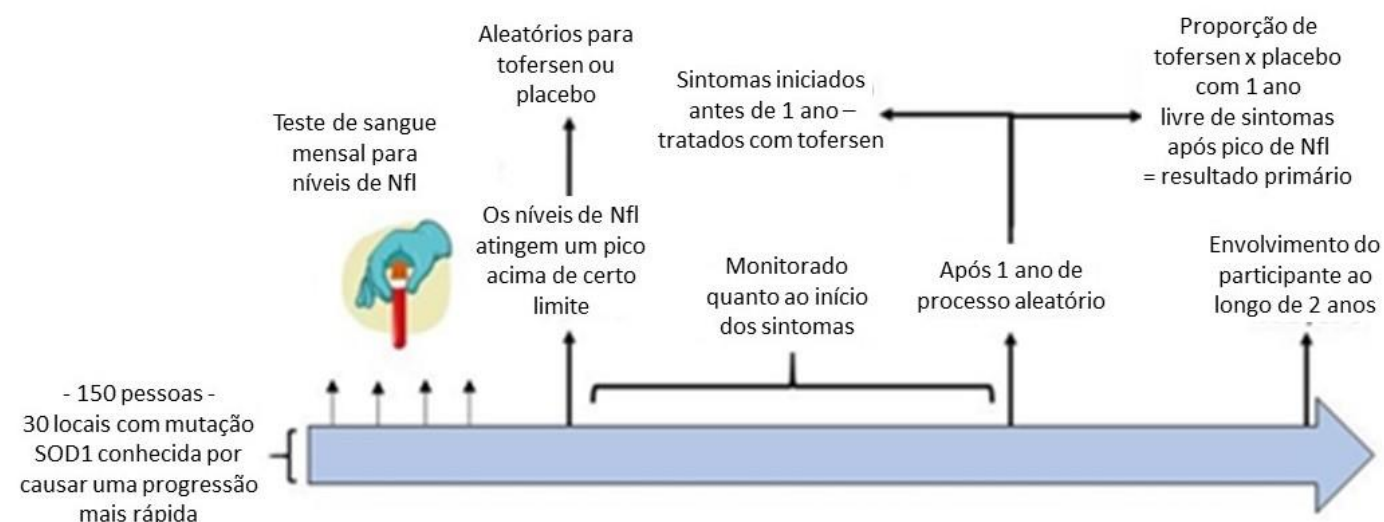 - 150 pessoas -
30 locais com mutação
SOD1 conhecida por
causar uma progressão
mais rápida
Teste de sangue
mensal para
níveis de Nfl
Aleatórios para
tofersen ou
placebo
Os níveis de Nfl
atingem um pico
acima de certo
limite
Sintomas iniciados
antes de 1 ano –
tratados com tofersen
Monitorado
quanto ao início
dos sintomas
Após 1 ano de
processo aleatório
Proporção de
tofersen x placebo
com 1 ano
livre de sintomas
após pico de Nfl
= resultado primário
Envolvimento do
participante ao
longo de 2 anos